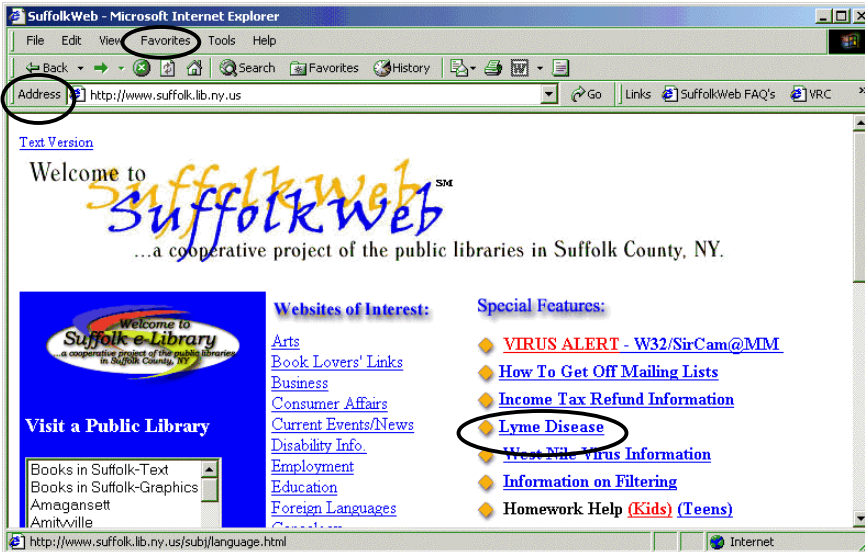 SuffolkWeb - Microsoft Internet Explorer
File Edit View Favorites Tools Help
Back Search Favorites History
Address http://www.suffolk.lib.ny.us Go Links SuffolkWeb FAQ's VRC »
Text Version
Welcome to
SuffolkWeb SM
...a cooperative project of the public libraries in Suffolk County, NY.
Welcome to
Suffolk e-Library
...a cooperative project of the public libraries
in Suffolk County, NY
Visit a Public Library
Books in Suffolk-Text
Books in Suffolk-Graphics
Amagansett
Amityville
Websites of Interest:
Arts
Book Lovers' Links
Business
Consumer Affairs
Current Events/News
Disability Info.
Employment
Education
Foreign Languages
Special Features:
VIRUS ALERT - W32/SirCam@MM
How To Get Off Mailing Lists
Income Tax Refund Information
Lyme Disease
West Nile Virus Information
Information on Filtering
Homework Help (Kids) (Teens)
http://www.suffolk.lib.ny.us/subj/language.html Internet